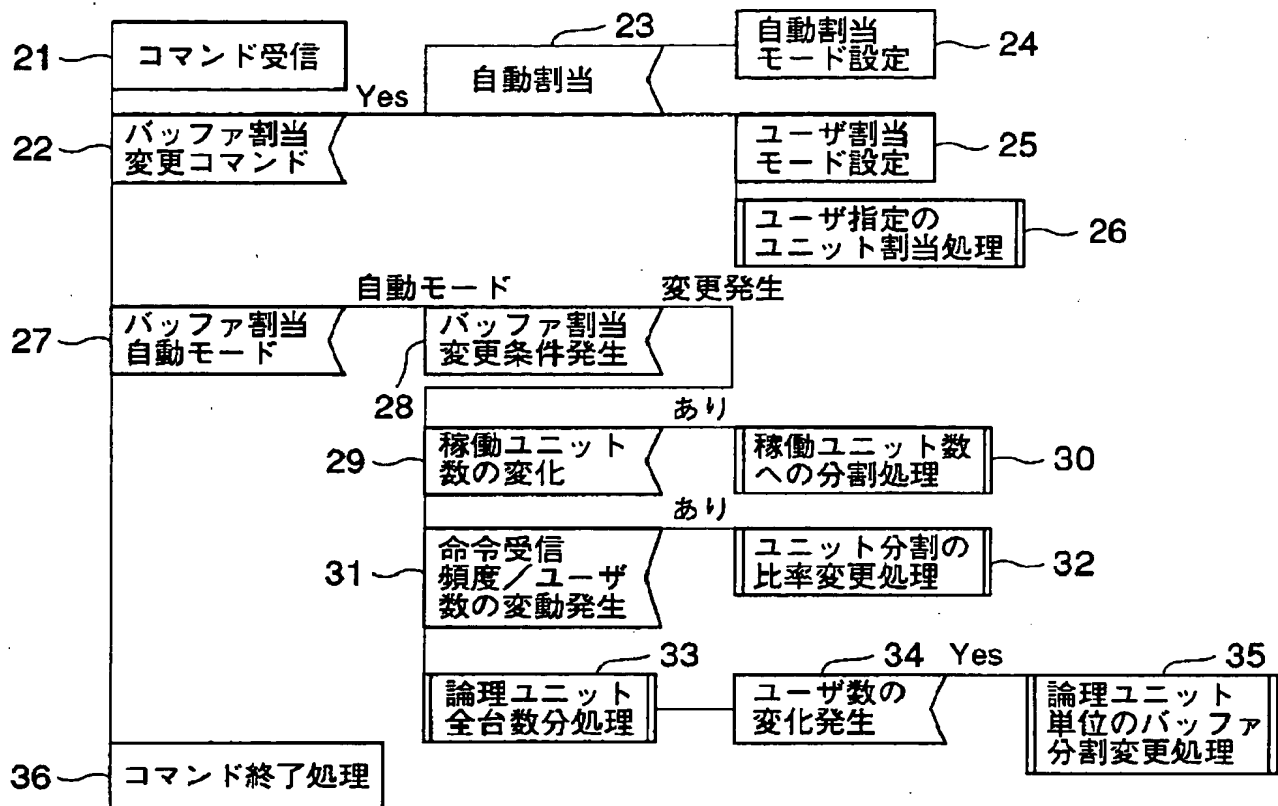 21
コマンド受信
23
自動割当
自動割当
モード設定
24
Yes
22
バッファ割当
変更コマンド
ユーザ割当
モード設定
25
ユーザ指定の
ユニット割当処理
26
自動モード
変更発生
27
バッファ割当
自動モード
28
バッファ割当
変更条件発生
あり
29
稼働ユニット
数の変化
稼働ユニット数
への分割処理
30
あり
31
命令受信
頻度／ユーザ
数の変動発生
ユニット分割の
比率変更処理
32
33
論理ユニット
全台数分処理
34
ユーザ数の
変化発生
Yes
35
論理ユニット
単位のバッファ
分割変更処理
36
コマンド終了処理